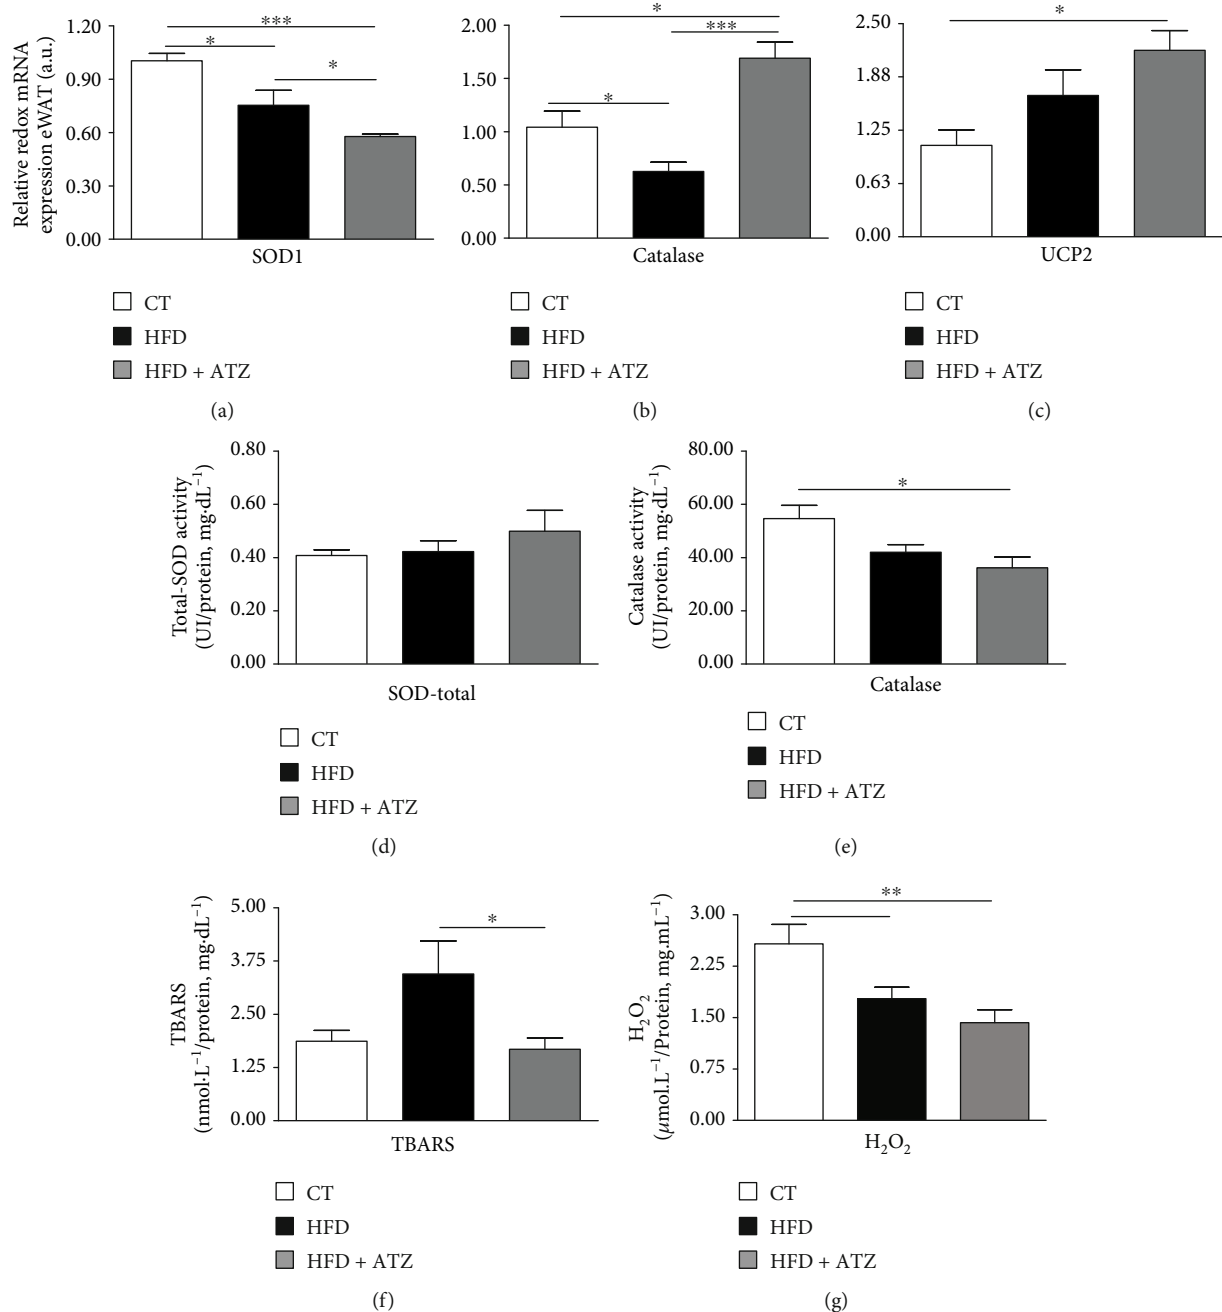 Relative redox mRNA
expression eWAT (a.u.)
1.20
0.90
0.60
0.30
0.00
***
*
*
SOD1
CT
HFD
HFD + ATZ
(a)
2.00
1.50
1.00
0.50
0.00
*
***
*
Catalase
CT
HFD
HFD + ATZ
(b)
2.50
1.88
1.25
0.63
0.00
*
UCP2
CT
HFD
HFD + ATZ
(c)
Total-SOD activity
(UI/protein, mg·dL⁻¹)
0.80
0.60
0.40
0.20
0.00
SOD-total
CT
HFD
HFD + ATZ
(d)
Catalase activity
(UI/protein, mg·dL⁻¹)
80.00
60.00
40.00
20.00
0.00
*
Catalase
CT
HFD
HFD + ATZ
(e)
TBARS
(nmol·L⁻¹/protein, mg·dL⁻¹)
5.00
3.75
2.50
1.25
0.00
*
TBARS
CT
HFD
HFD + ATZ
(f)
H₂O₂
(μmol.L⁻¹/Protein, mg.mL⁻¹)
3.00
2.25
1.50
0.75
0.00
**
H₂O₂
CT
HFD
HFD + ATZ
(g)